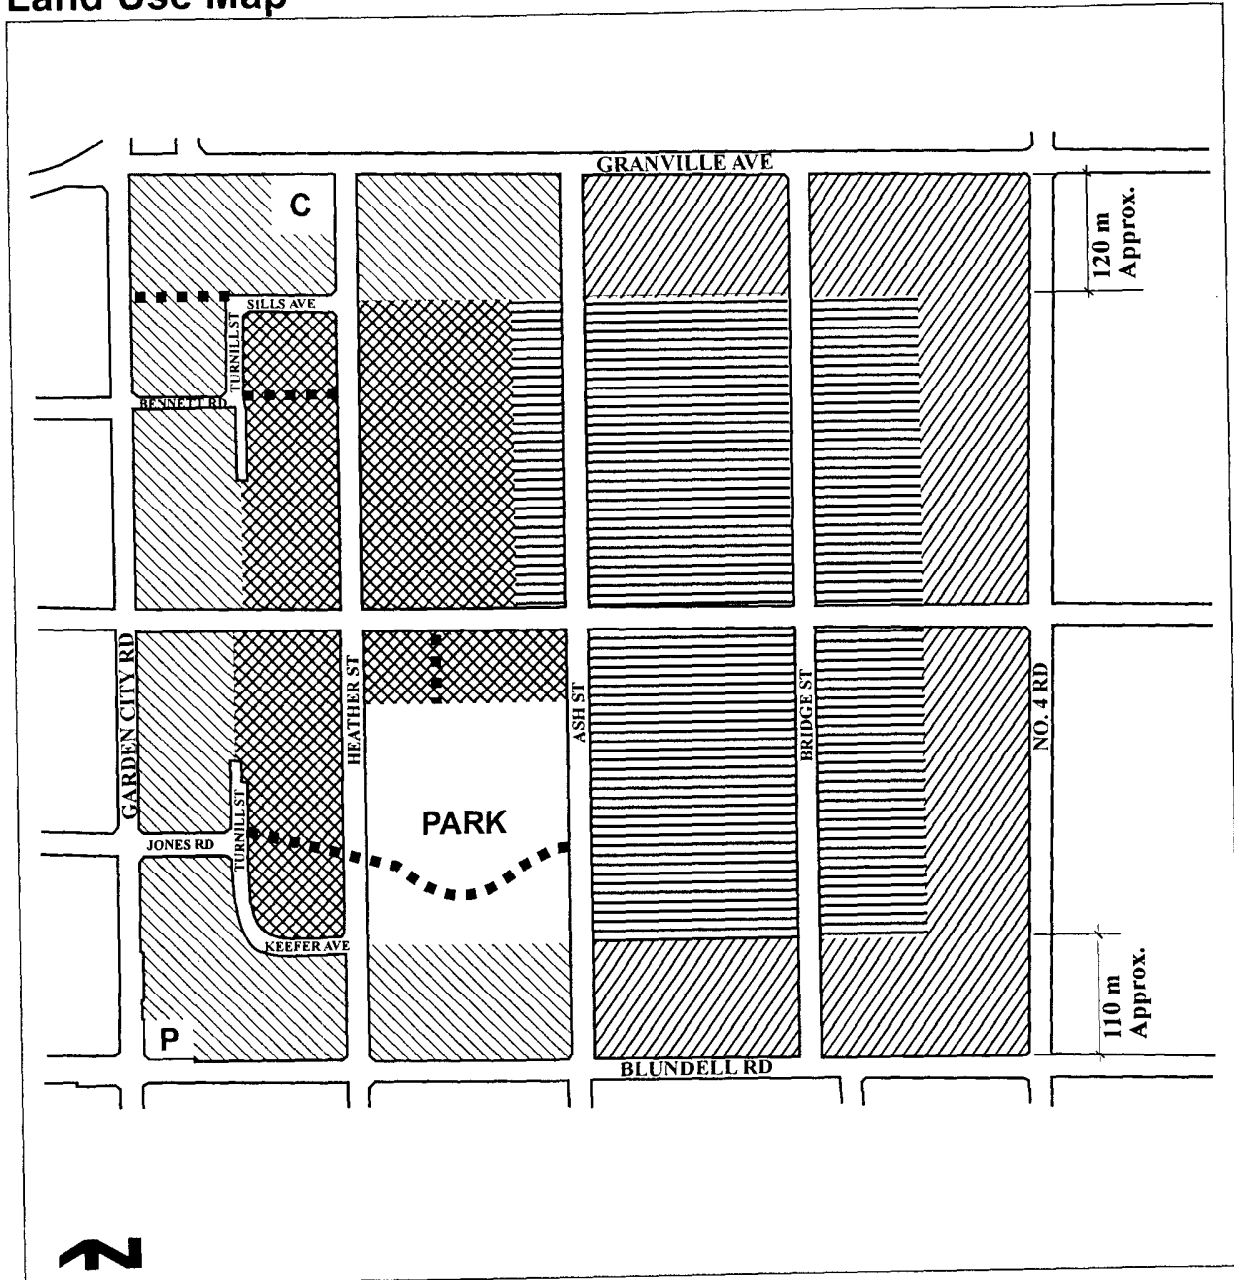 Land Use Map
GRANVILLE AVE
C
120 m
Approx.
SILLS AVE
TURNILL ST
BENNETT RD
GARDEN CITY RD
HEATHER ST
ASH ST
BRIDGE ST
NO. 4 RD
PARK
JONES RD
TURNILL ST
KEEFER AVE
110 m
Approx.
P
BLUNDELL RD
N